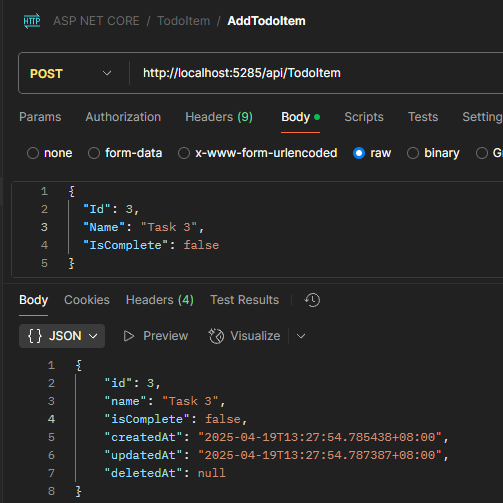 HTTP ASP NET CORE / TodoItem / AddTodoItem
POST http://localhost:5285/api/TodoItem
Params Authorization Headers (9) Body Scripts Tests Setting
none form-data x-www-form-urlencoded raw binary G
1 {
2 "Id": 3,
3 "Name": "Task 3",
4 "IsComplete": false
5 }
Body Cookies Headers (4) Test Results
{} JSON Preview Visualize
1 {
2 "id": 3,
3 "name": "Task 3",
4 "isComplete": false,
5 "createdAt": "2025-04-19T13:27:54.785438+08:00",
6 "updatedAt": "2025-04-19T13:27:54.787387+08:00",
7 "deletedAt": null
8 }